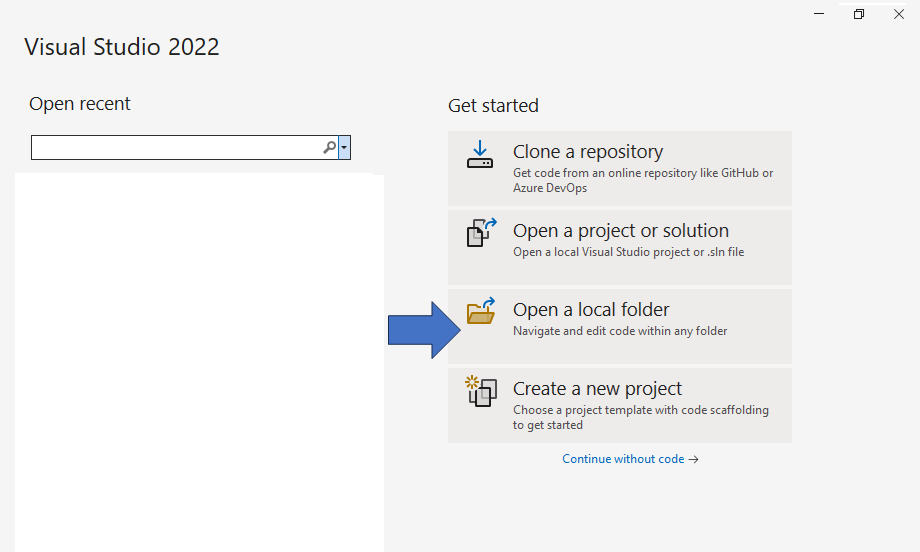 Visual Studio 2022
Open recent
Get started
Clone a repository
Get code from an online repository like GitHub or
Azure DevOps
Open a project or solution
Open a local Visual Studio project or .sln file
Open a local folder
Navigate and edit code within any folder
Create a new project
Choose a project template with code scaffolding
to get started
Continue without code →